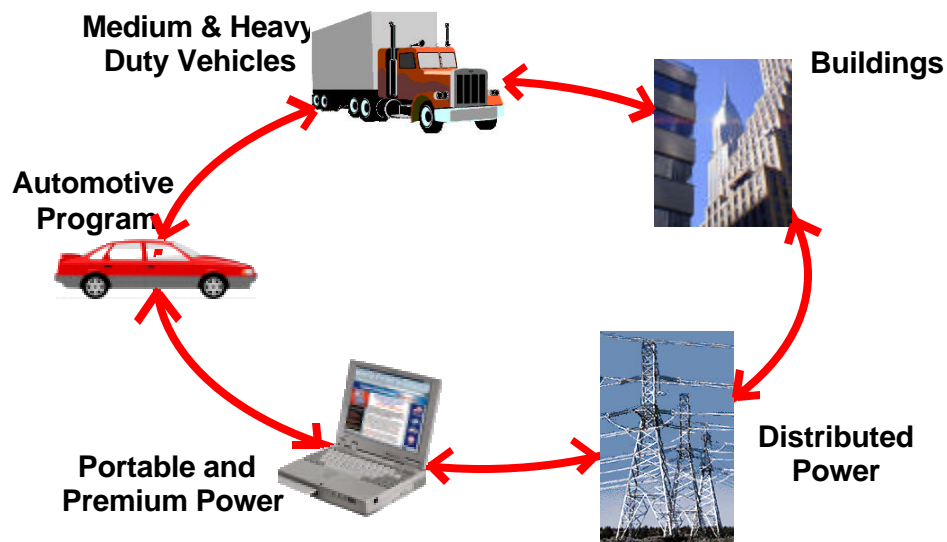 Medium & Heavy
Duty Vehicles
Buildings
Automotive
Program
Portable and
Premium Power
Distributed
Power